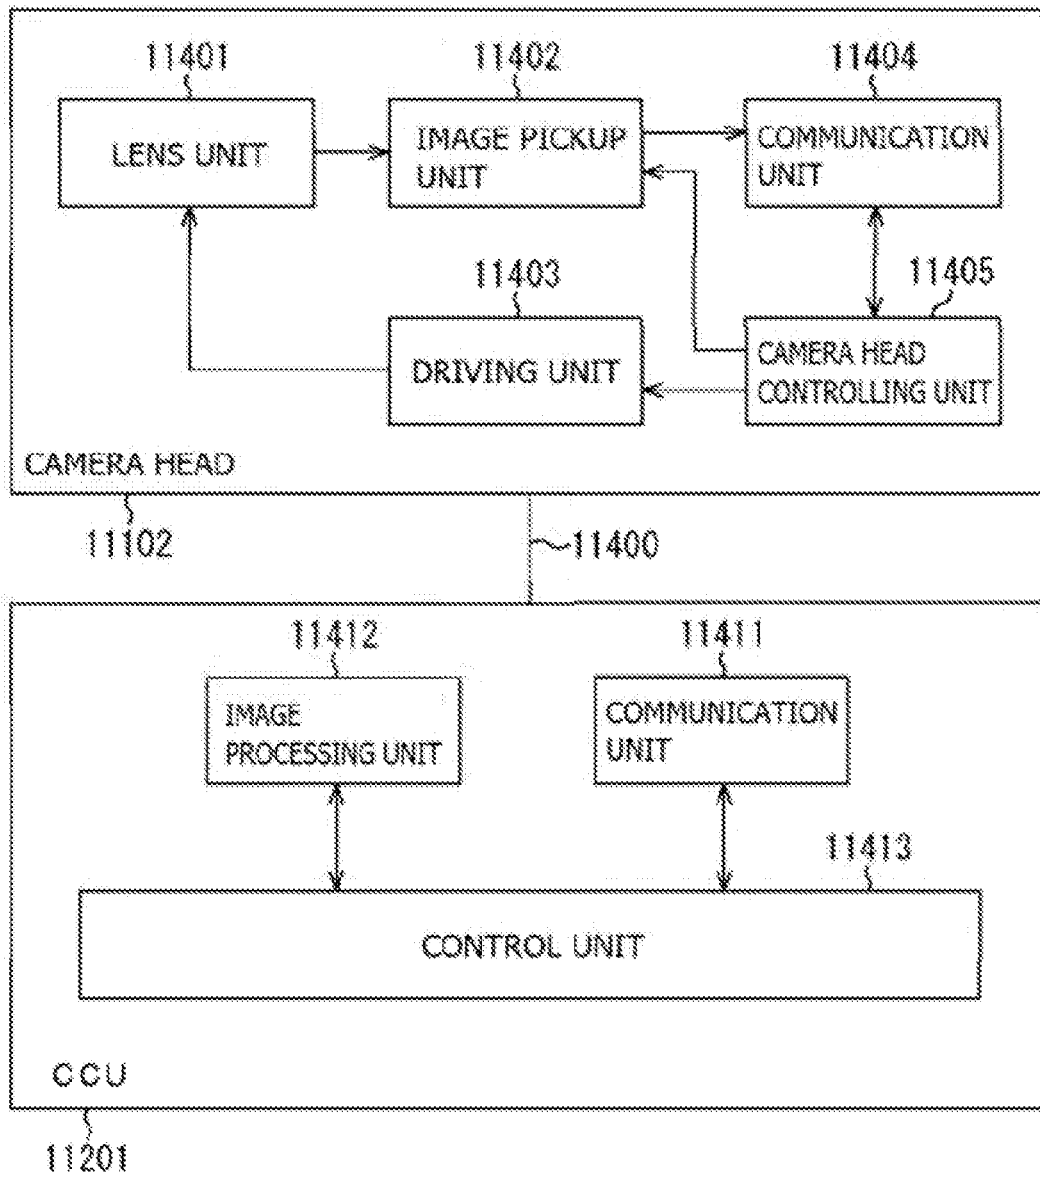 11401
11402
11404
LENS UNIT
IMAGE PICKUP
UNIT
COMMUNICATION
UNIT
11403
11405
DRIVING UNIT
CAMERA HEAD
CONTROLLING UNIT
CAMERA HEAD
11102
11400
11412
11411
IMAGE
PROCESSING UNIT
COMMUNICATION
UNIT
11413
CONTROL UNIT
CCU
11201